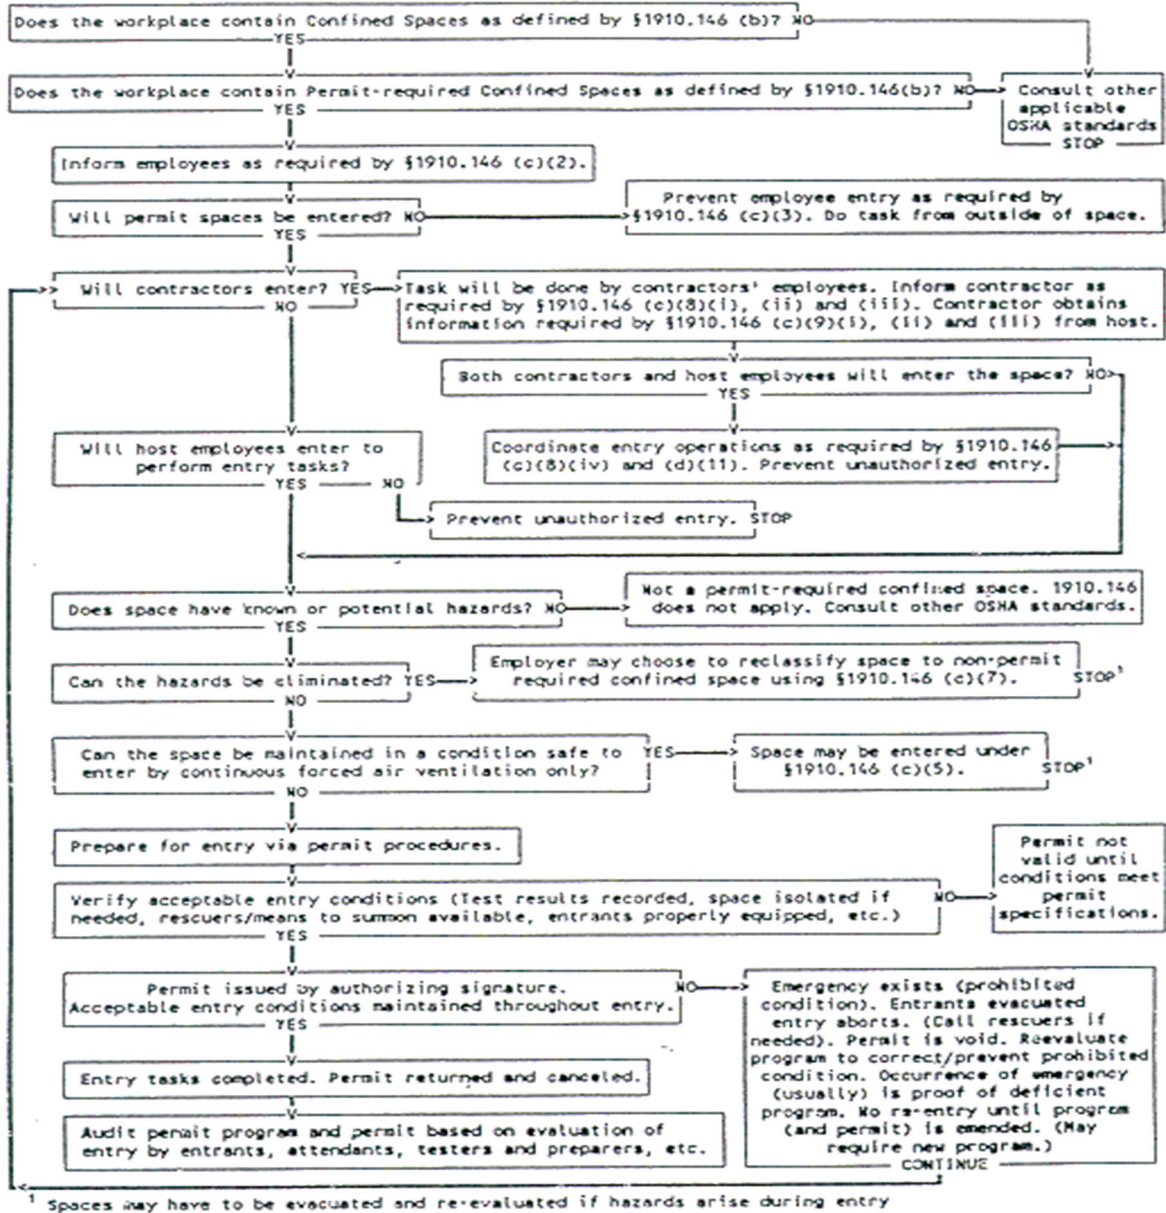 Does the workplace contain Confined Spaces as defined by §1910.146 (b)? NO
YES
Does the workplace contain Permit-required Confined Spaces as defined by §1910.146(b)? NO
YES
Consult other
applicable
OSHA standards
STOP
Inform employees as required by §1910.146 (c)(2).
Will permit spaces be entered? NO
YES
Prevent employee entry as required by
§1910.146 (c)(3). Do task from outside of space.
Will contractors enter? YES
NO
Task will be done by contractors' employees. Inform contractor as
required by §1910.146 (c)(8)(i), (ii) and (iii). Contractor obtains
information required by §1910.146 (c)(9)(i), (ii) and (iii) from host.
Both contractors and host employees will enter the space? NO
YES
Coordinate entry operations as required by §1910.146
(c)(8)(iv) and (d)(11). Prevent unauthorized entry.
Will host employees enter to
perform entry tasks?
YES NO
Prevent unauthorized entry. STOP
Does space have known or potential hazards? NO
YES
Not a permit-required confined space. 1910.146
does not apply. Consult other OSHA standards.
Can the hazards be eliminated? YES
NO
Employer may choose to reclassify space to non-permit
required confined space using §1910.146 (c)(7).
STOP¹
Can the space be maintained in a condition safe to
enter by continuous forced air ventilation only?
YES
NO
Space may be entered under
§1910.146 (c)(5).
STOP¹
Prepare for entry via permit procedures.
Verify acceptable entry conditions (Test results recorded, space isolated if
needed, rescuers/means to summon available, entrants properly equipped, etc.)
NO
YES
Permit not
valid until
conditions meet
permit
specifications.
Permit issued by authorizing signature.
Acceptable entry conditions maintained throughout entry.
NO
YES
Emergency exists (prohibited
condition). Entrants evacuated
entry aborts. (Call rescuers if
needed). Permit is void. Reevaluate
program to correct/prevent prohibited
condition. Occurrence of emergency
(usually) is proof of deficient
program. No re-entry until program
(and permit) is emended. (May
require new program.)
CONTINUE
Entry tasks completed. Permit returned and canceled.
Audit permit program and permit based on evaluation of
entry by entrants, attendants, testers and preparers, etc.
¹ Spaces may have to be evacuated and re-evaluated if hazards arise during entry